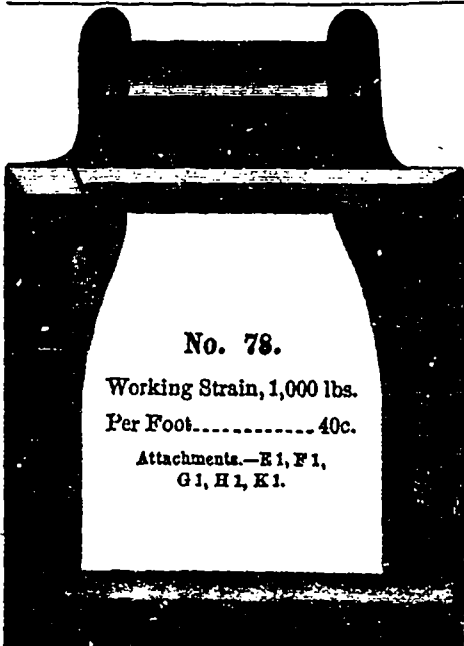 No. 78.
Working Strain, 1,000 lbs.
Per Foot............. 40c.
Attachments.—E 1, F 1,
G 1, H 1, K 1.